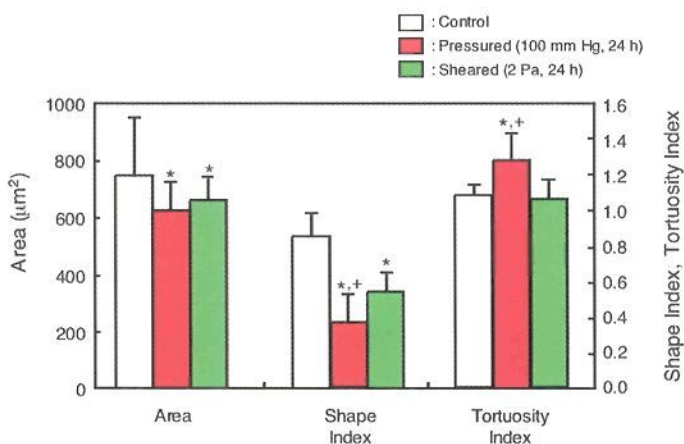 : Control
: Pressured (100 mm Hg, 24 h)
: Sheared (2 Pa, 24 h)
1000
800
600
400
200
0
Area (μm²)
*
*
*,+
*
*,+
1.6
1.4
1.2
1.0
0.8
0.6
0.4
0.2
0.0
Shape Index, Tortuosity Index
Area
Shape
Index
Tortuosity
Index